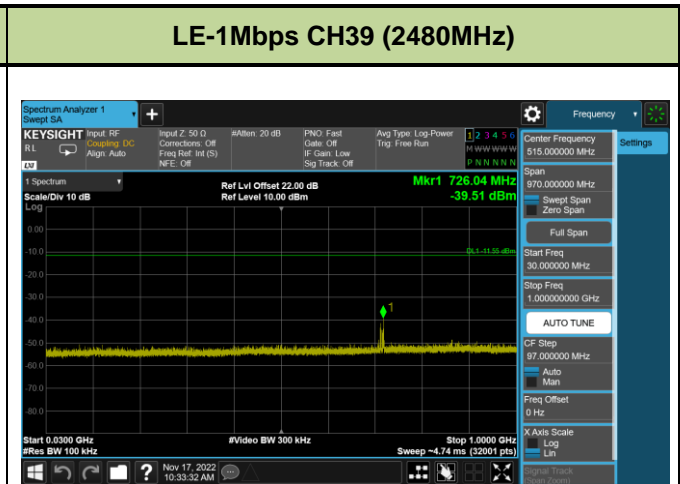 LE-1Mbps CH39 (2480MHz)
Spectrum Analyzer 1
Swept SA
Frequency
KEYSIGHT
RL
LXI
Input: RF
Coupling: DC
Align: Auto
Input Z: 50 Ω
Corrections: Off
Freq Ref: Int (S)
NFE: Off
#Atten: 20 dB
PNO: Fast
Gate: Off
IF Gain: Low
Sig Track: Off
Avg Type: Log-Power
Trig: Free Run
1 2 3 4 5 6
M W W W W W
P N N N N N
Center Frequency
515.000000 MHz
Settings
Span
970.000000 MHz
Swept Span
Zero Span
Full Span
Start Freq
30.000000 MHz
Stop Freq
1.000000000 GHz
AUTO TUNE
CF Step
97.000000 MHz
Auto
Man
Freq Offset
0 Hz
X Axis Scale
Log
Lin
Signal Track
(Span Zoom)
1 Spectrum
Scale/Div 10 dB
Log
Ref Lvl Offset 22.00 dB
Ref Level 10.00 dBm
Mkr1 726.04 MHz
-39.51 dBm
0.00
-10.0
DL1 -11.55 dBm
-20.0
-30.0
1
-40.0
-50.0
-60.0
-70.0
-80.0
Start 0.0300 GHz
#Res BW 100 kHz
#Video BW 300 kHz
Stop 1.0000 GHz
Sweep ~4.74 ms (32001 pts)
Nov 17, 2022
10:33:32 AM